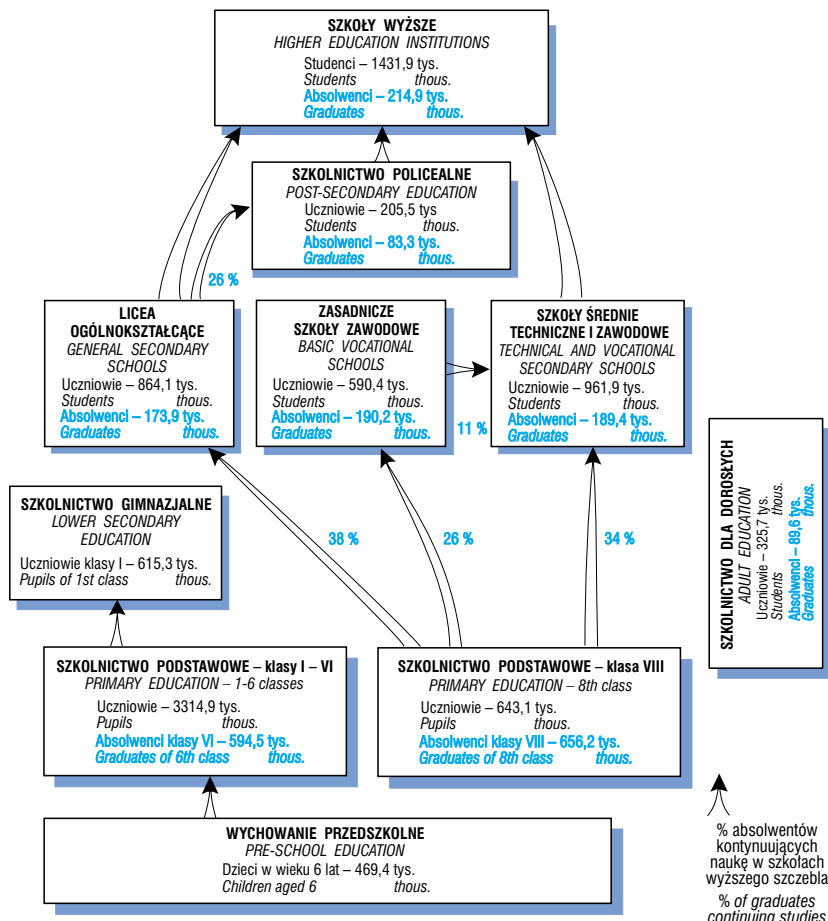 SZKOŁY WYŻSZE
HIGHER EDUCATION INSTITUTIONS
Studenci – 1431,9 tys.
Students thous.
Absolwenci – 214,9 tys.
Graduates thous.
SZKOLNICTWO POLICEALNE
POST-SECONDARY EDUCATION
Uczniowie – 205,5 tys
Students thous.
Absolwenci – 83,3 tys.
Graduates thous.
26 %
LICEA
OGÓLNOKSZTAŁCĄCE
GENERAL SECONDARY
SCHOOLS
Uczniowie – 864,1 tys.
Students thous.
Absolwenci – 173,9 tys.
Graduates thous.
ZASADNICZE
SZKOŁY ZAWODOWE
BASIC VOCATIONAL
SCHOOLS
Uczniowie – 590,4 tys.
Students thous.
Absolwenci – 190,2 tys.
Graduates thous.
11 %
SZKOŁY ŚREDNIE
TECHNICZNE I ZAWODOWE
TECHNICAL AND VOCATIONAL
SECONDARY SCHOOLS
Uczniowie – 961,9 tys.
Students thous.
Absolwenci – 189,4 tys.
Graduates thous.
SZKOLNICTWO DLA DOROSŁYCH
ADULT EDUCATION
Uczniowie – 325,7 tys.
Students thous.
Absolwenci – 89,6 tys.
Graduates thous.
SZKOLNICTWO GIMNAZJALNE
LOWER SECONDARY
EDUCATION
Uczniowie klasy I – 615,3 tys.
Pupils of 1st class thous.
38 %
26 %
34 %
SZKOLNICTWO PODSTAWOWE – klasy I – VI
PRIMARY EDUCATION – 1-6 classes
Uczniowie – 3314,9 tys.
Pupils thous.
Absolwenci klasy VI – 594,5 tys.
Graduates of 6th class thous.
SZKOLNICTWO PODSTAWOWE – klasa VIII
PRIMARY EDUCATION – 8th class
Uczniowie – 643,1 tys.
Pupils thous.
Absolwenci klasy VIII – 656,2 tys.
Graduates of 8th class thous.
WYCHOWANIE PRZEDSZKOLNE
PRE-SCHOOL EDUCATION
Dzieci w wieku 6 lat – 469,4 tys.
Children aged 6 thous.
% absolwentów
kontynuujących
naukę w szkołach
wyższego szczebla
% of graduates
continuing studies